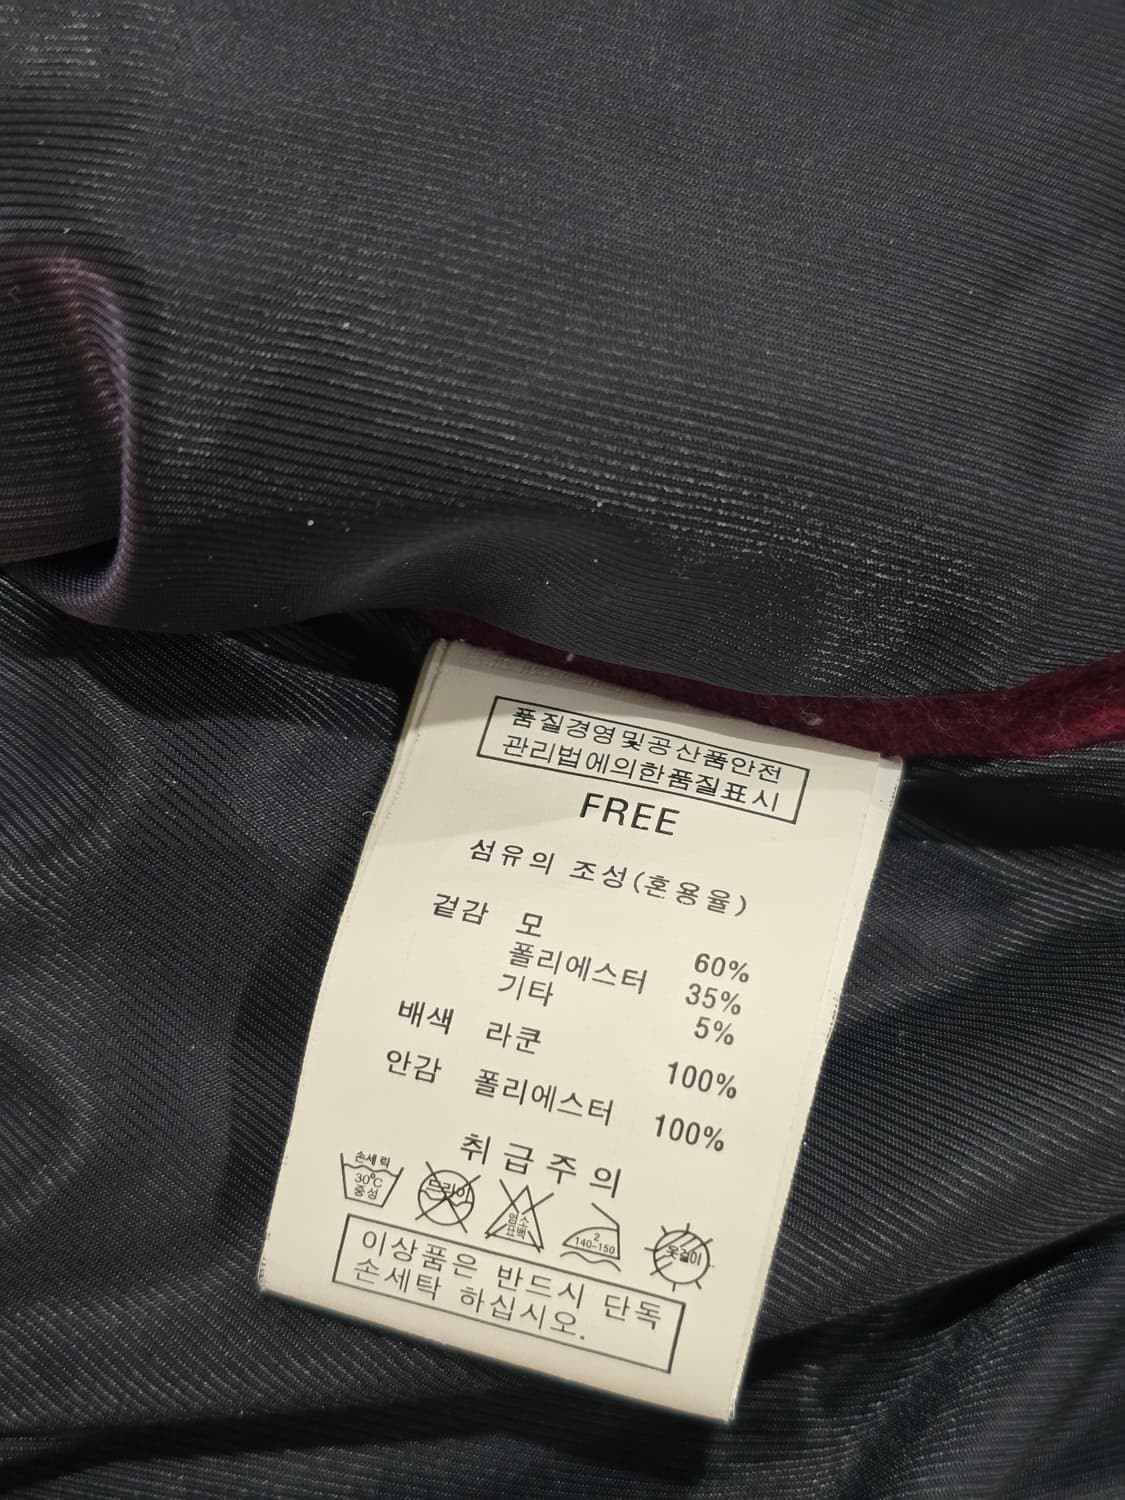 품질경영및공산품안전
관리법에의한품질표시
FREE
섬유의 조성(혼용율)
겉감 모 60%
폴리에스터 35%
기타 5%
배색 라쿤 100%
안감 폴리에스터 100%
취급주의
손세탁
30℃
중성
드라이
염소
표백
2
140-150
옷걸이
이상품은 반드시 단독
손세탁 하십시오.